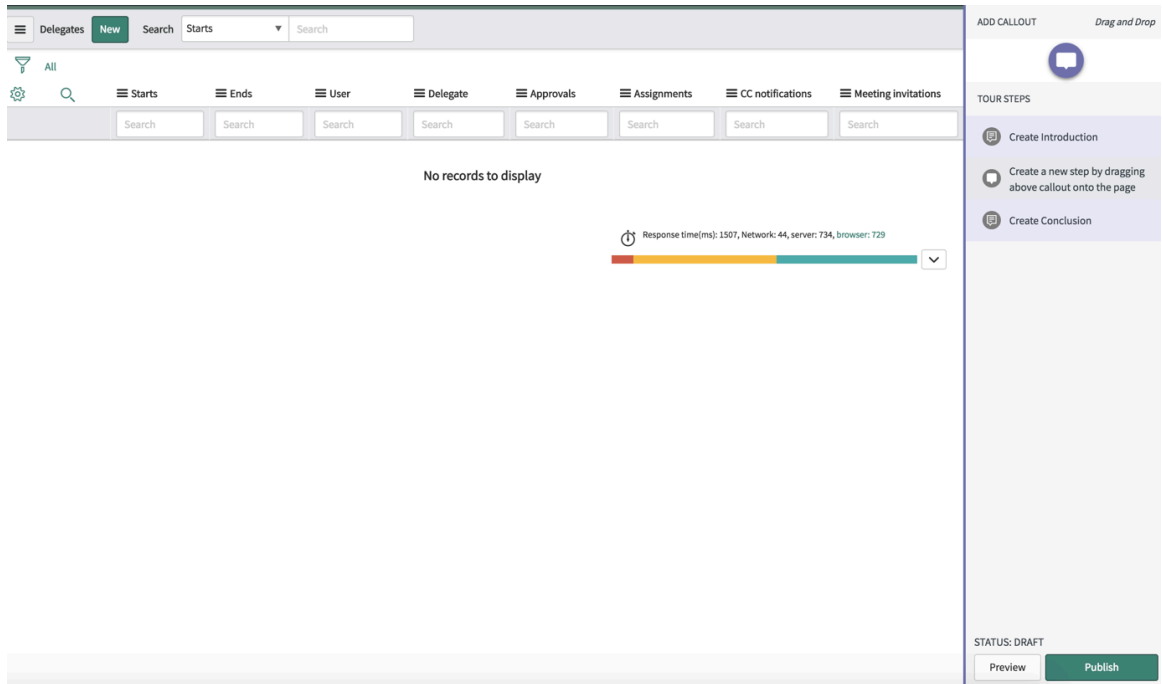 Delegates New Search Starts Search
All
Starts Ends User Delegate Approvals Assignments CC notifications Meeting invitations
Search Search Search Search Search Search Search Search
No records to display
Response time(ms): 1507, Network: 44, server: 734, browser: 729
ADD CALLOUT Drag and Drop
TOUR STEPS
Create Introduction
Create a new step by dragging
above callout onto the page
Create Conclusion
STATUS: DRAFT
Preview Publish